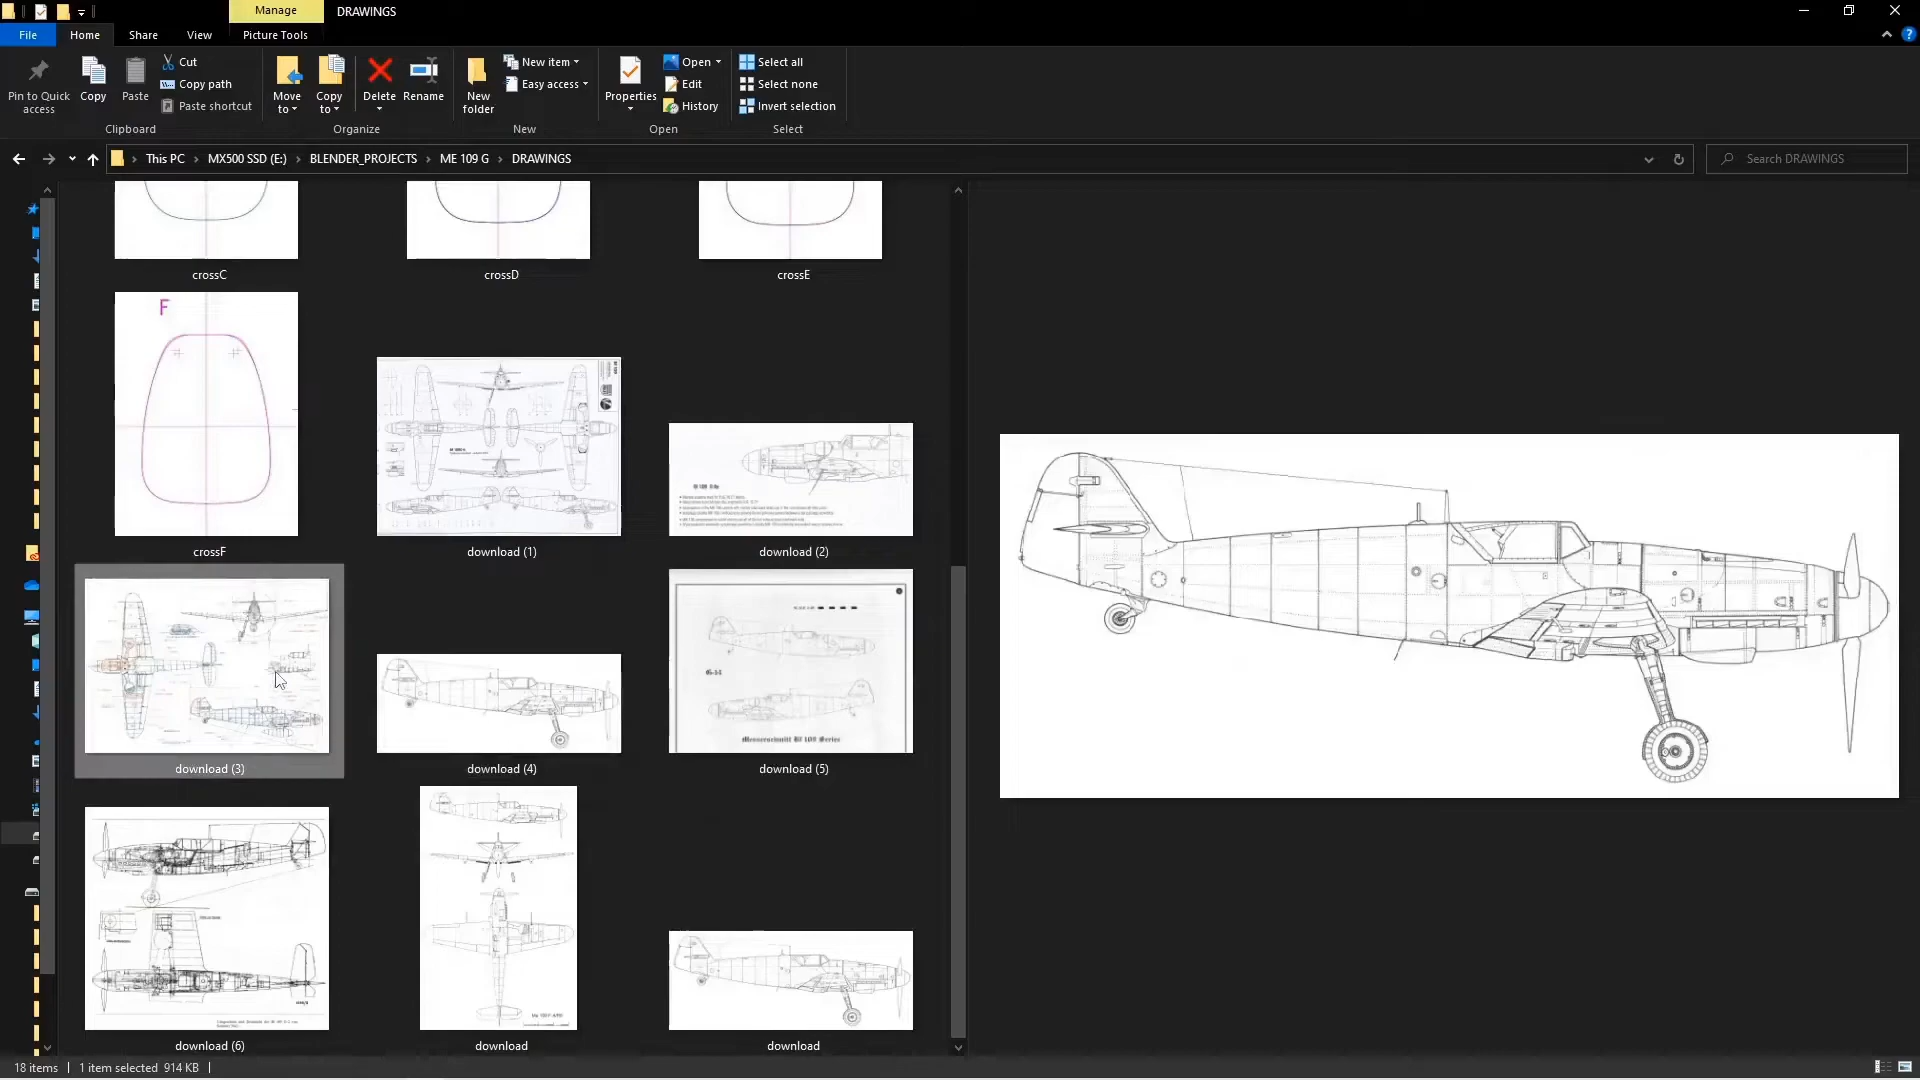 Manage
DRAWINGS
File
Home
Share
View
Picture Tools
Pin to Quick access
Copy
Paste
Cut
Copy path
Paste shortcut
Clipboard
Move to
Copy to
Delete
Rename
Organize
New folder
New item
Easy access
New
Properties
Open
Edit
History
Open
Select all
Select none
Invert selection
Select
This PC
MX500 SSD (E:)
BLENDER_PROJECTS
ME 109 G
DRAWINGS
Search DRAWINGS
crossC
crossD
crossE
F
crossF
download (1)
download (2)
download (3)
download (4)
Messerschmitt Bf 109 Series
download (5)
download (6)
download
download
18 items
1 item selected 914 KB